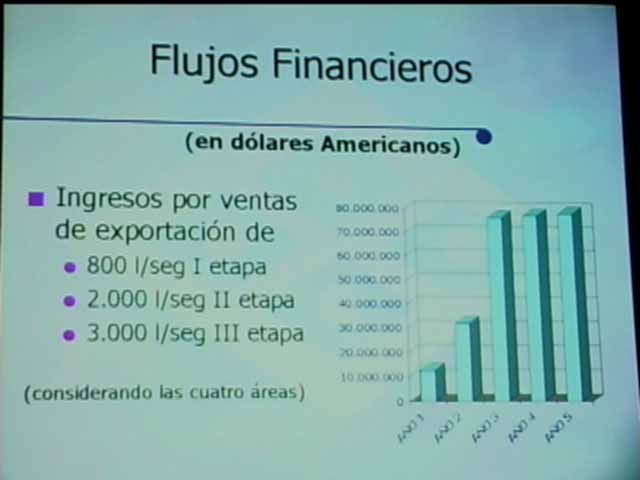 Flujos Financieros
(en dólares Americanos)
Ingresos por ventas
de exportación de
800 l/seg I etapa
2.000 l/seg II etapa
3.000 l/seg III etapa
(considerando las cuatro áreas)
80.000.000
70.000.000
60.000.000
50.000.000
40.000.000
30.000.000
20.000.000
10.000.000
0
AÑO 1
AÑO 2
AÑO 3
AÑO 4
AÑO 5